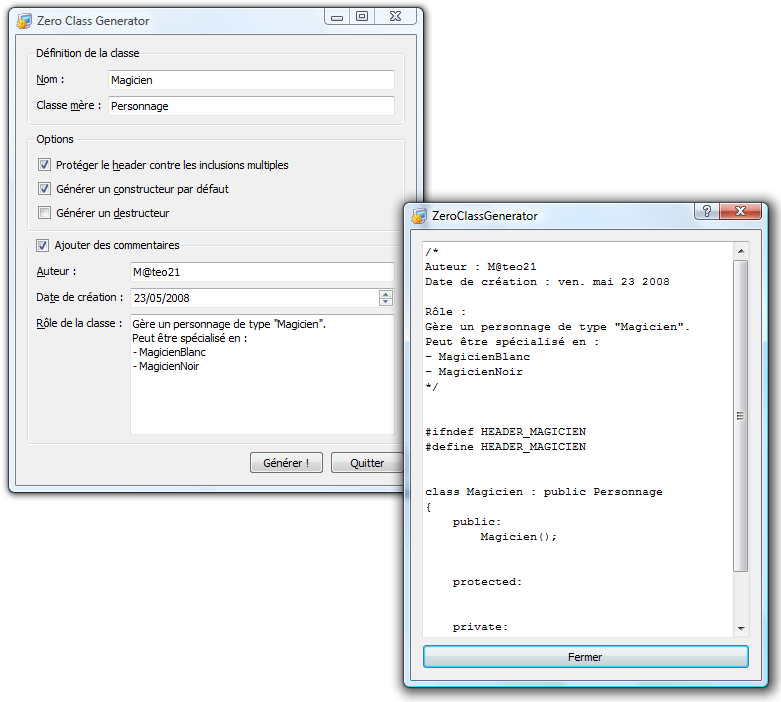 Zero Class Generator
Définition de la classe
Nom :
Magicien
Classe mère :
Personnage
Options
Protéger le header contre les inclusions multiples
Générer un constructeur par défaut
Générer un destructeur
Ajouter des commentaires
Auteur :
M@teo21
Date de création :
23/05/2008
Rôle de la classe :
Gère un personnage de type "Magicien".
Peut être spécialisé en :
- MagicienBlanc
- MagicienNoir
Générer !
Quitter
ZeroClassGenerator
/*
Auteur : M@teo21
Date de création : ven. mai 23 2008
Rôle :
Gère un personnage de type "Magicien".
Peut être spécialisé en :
- MagicienBlanc
- MagicienNoir
*/
#ifndef HEADER_MAGICIEN
#define HEADER_MAGICIEN
class Magicien : public Personnage
{
public:
Magicien();
protected:
private:
Fermer